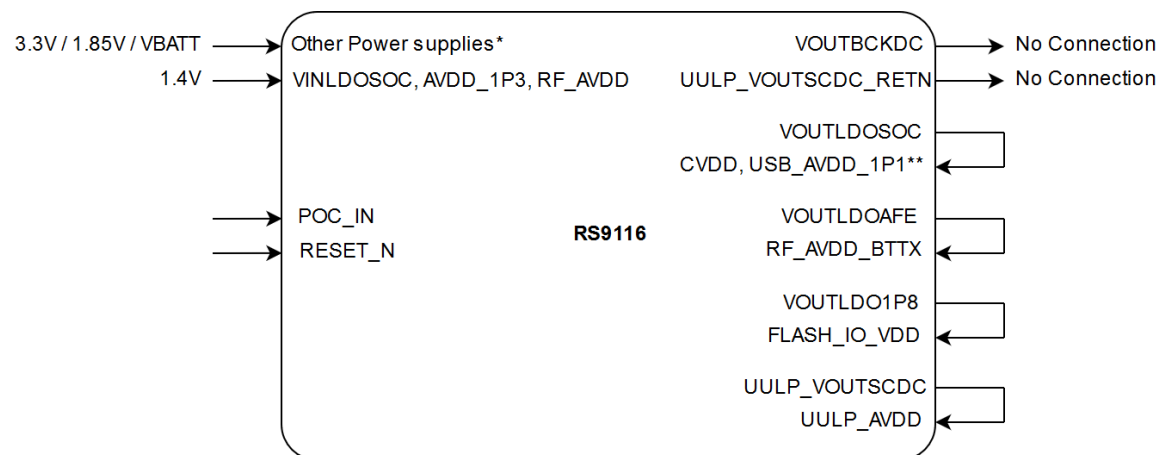 3.3V / 1.85V / VBATT
Other Power supplies*
VOUTBCKDC
No Connection
1.4V
VINLDOSOC, AVDD_1P3, RF_AVDD
UULP_VOUTSCDC_RETN
No Connection
VOUTLDOSOC
CVDD, USB_AVDD_1P1**
POC_IN
VOUTLDOAFE
RS9116
RESET_N
RF_AVDD_BTTX
VOUTLDO1P8
FLASH_IO_VDD
UULP_VOUTSCDC
UULP_AVDD